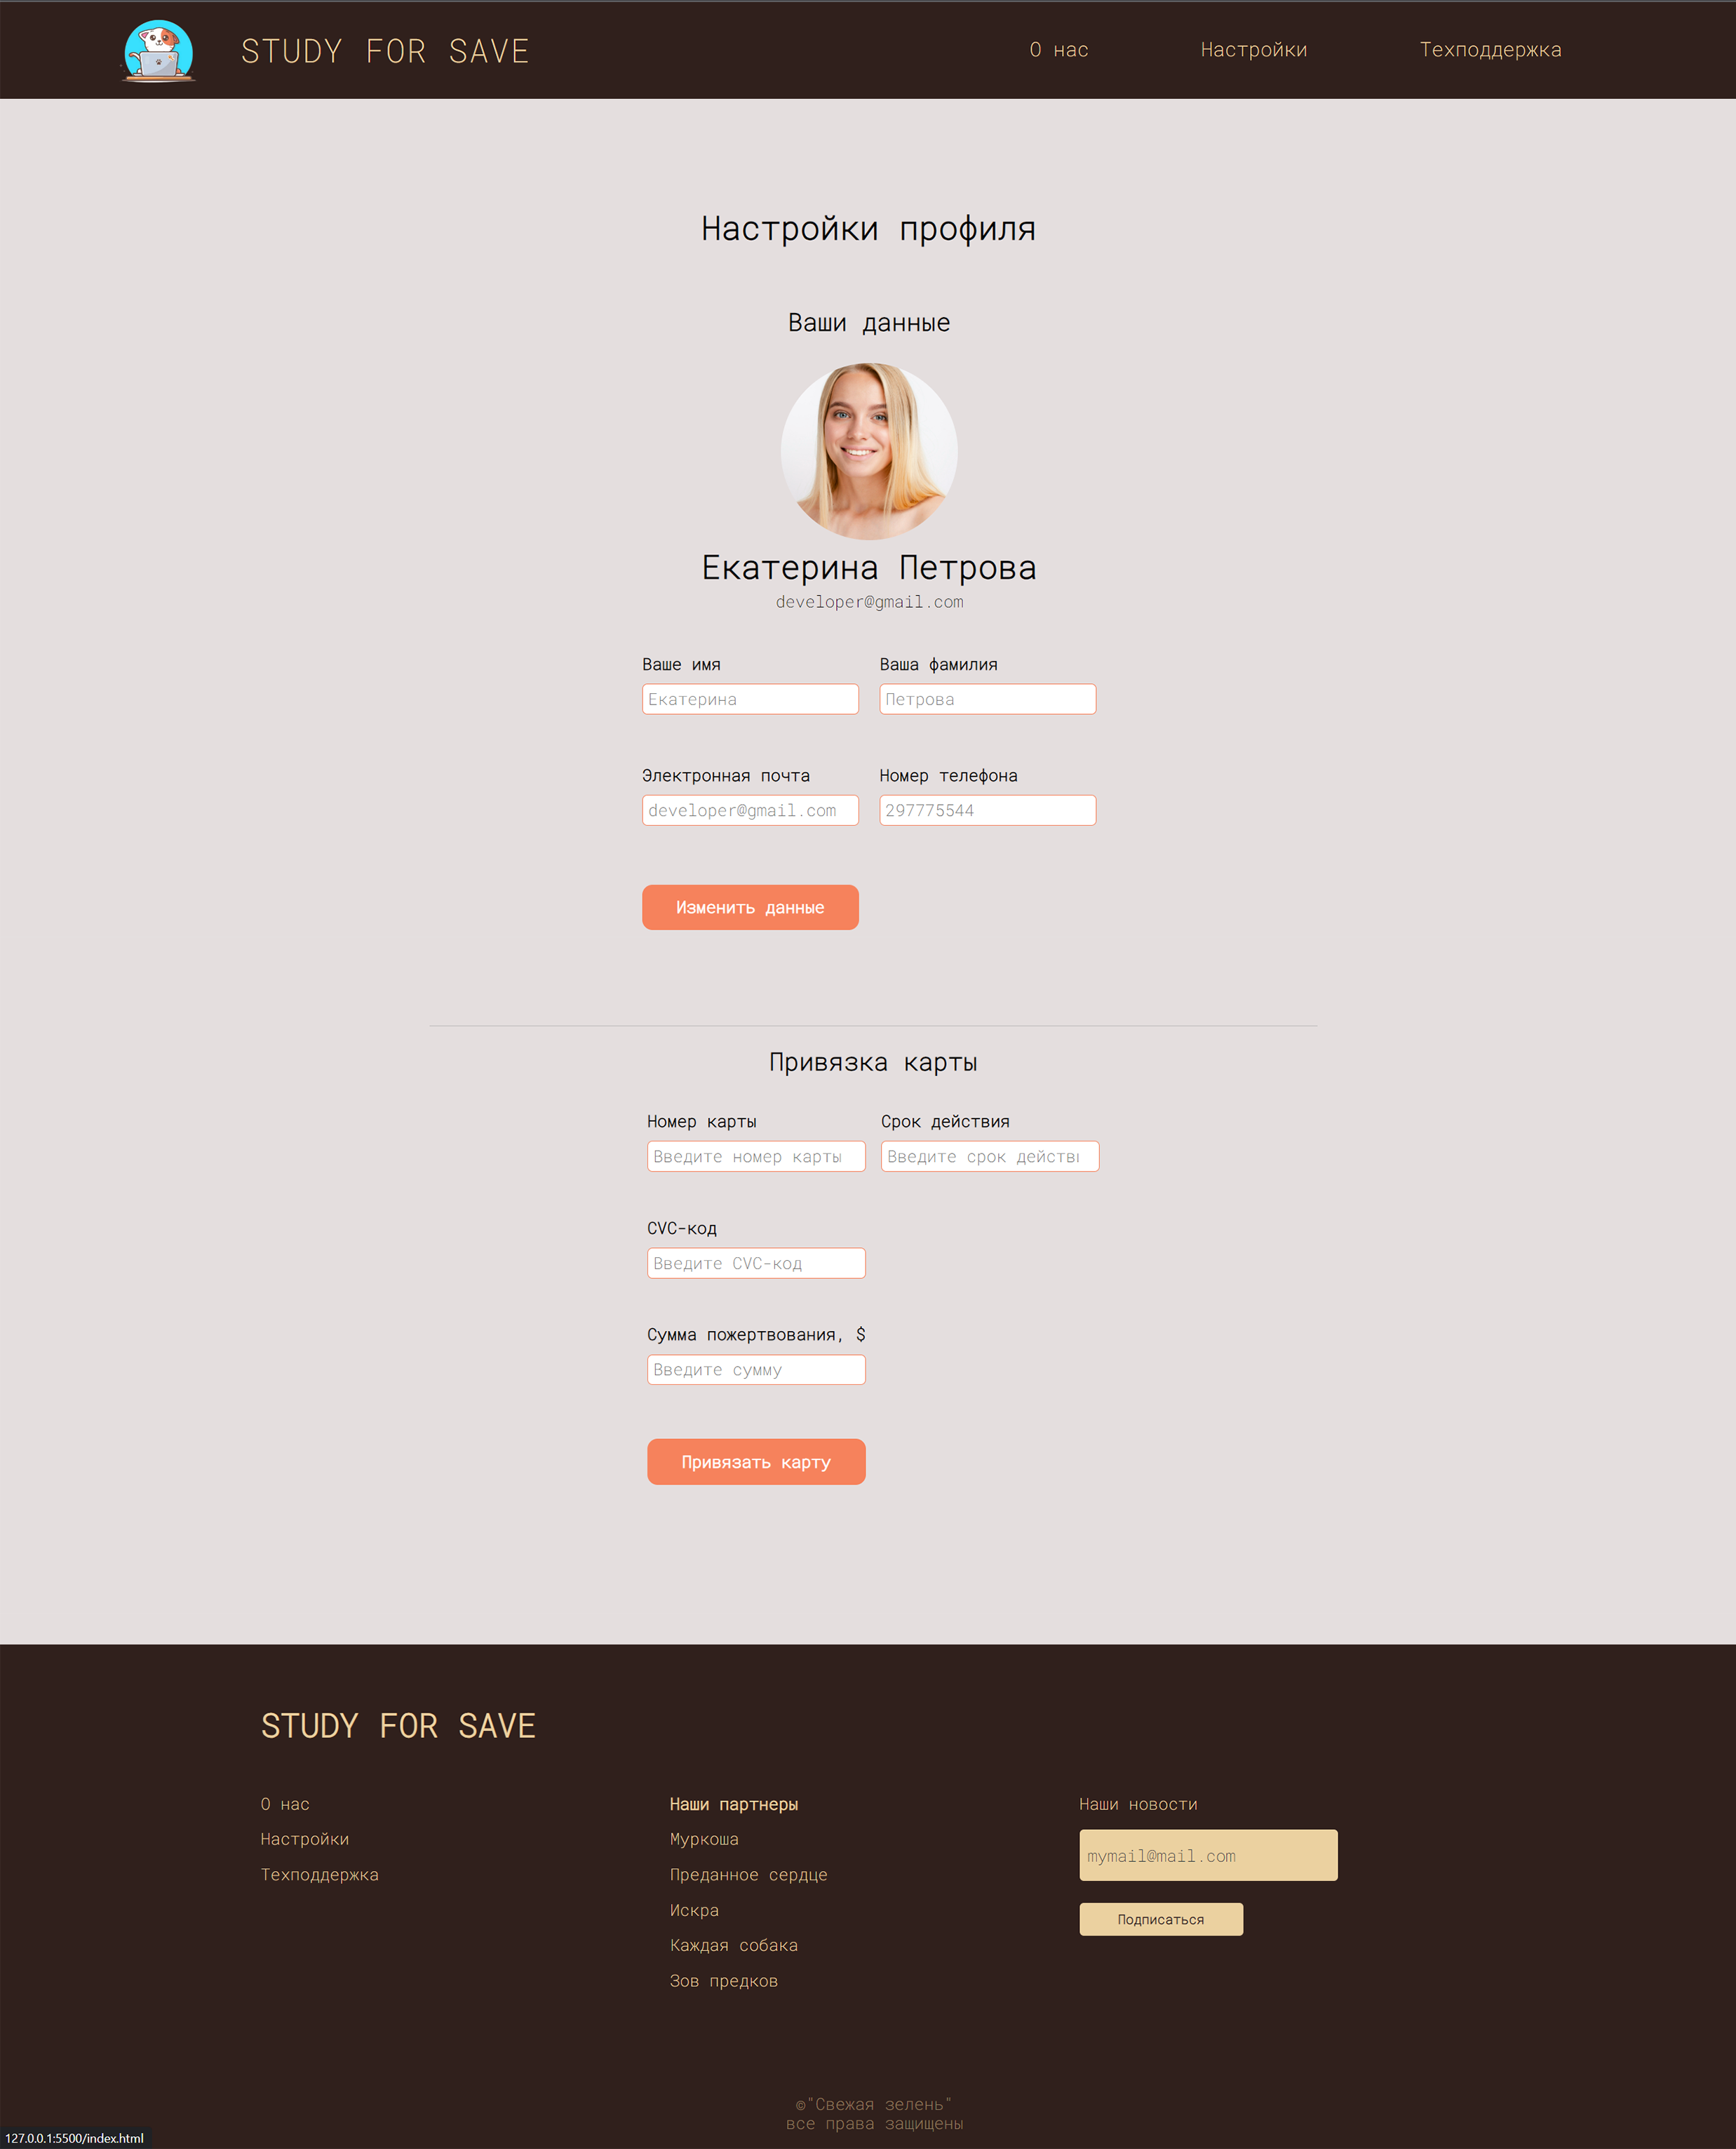 STUDY FOR SAVE
О нас
Настройки
Техподдержка
Настройки профиля
Ваши данные
Екатерина Петрова
developer@gmail.com
Ваше имя
Ваша фамилия
Екатерина
Петрова
Электронная почта
Номер телефона
developer@gmail.com
297775544
Изменить данные
Привязка карты
Номер карты
Срок действия
Введите номер карты
Введите срок действ
CVC-код
Введите CVC-код
Сумма пожертвования, $
Введите сумму
Привязать карту
STUDY FOR SAVE
О нас
Настройки
Техподдержка
Наши партнеры
Муркоша
Преданное сердце
Искра
Каждая собака
Зов предков
Наши новости
mymail@mail.com
Подписаться
©"Свежая зелень"
все права защищены
127.0.0.1:5500/index.html